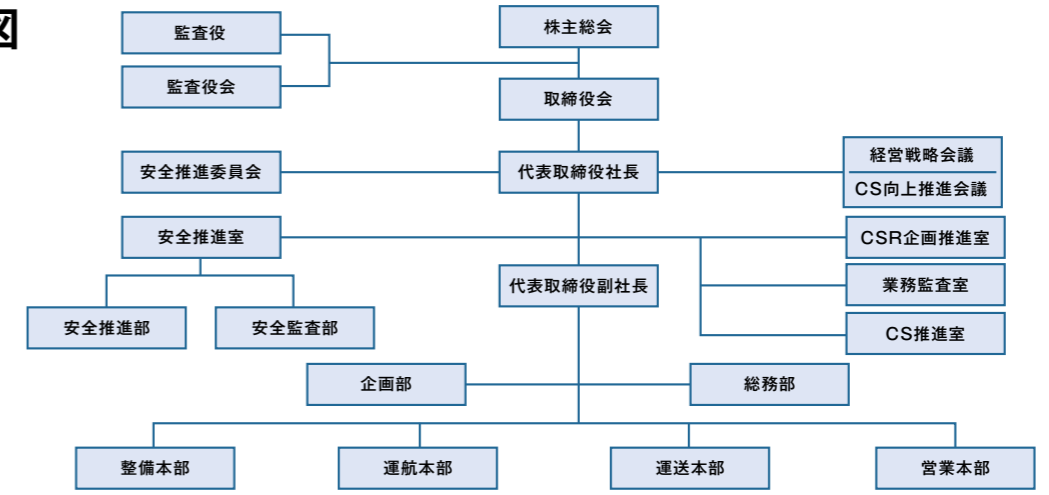 図
監査役
株主総会
監査役会
取締役会
安全推進委員会
代表取締役社長
経営戦略会議
CS向上推進会議
安全推進室
CSR企画推進室
代表取締役副社長
業務監査室
安全推進部
安全監査部
CS推進室
企画部
総務部
整備本部
運航本部
運送本部
営業本部